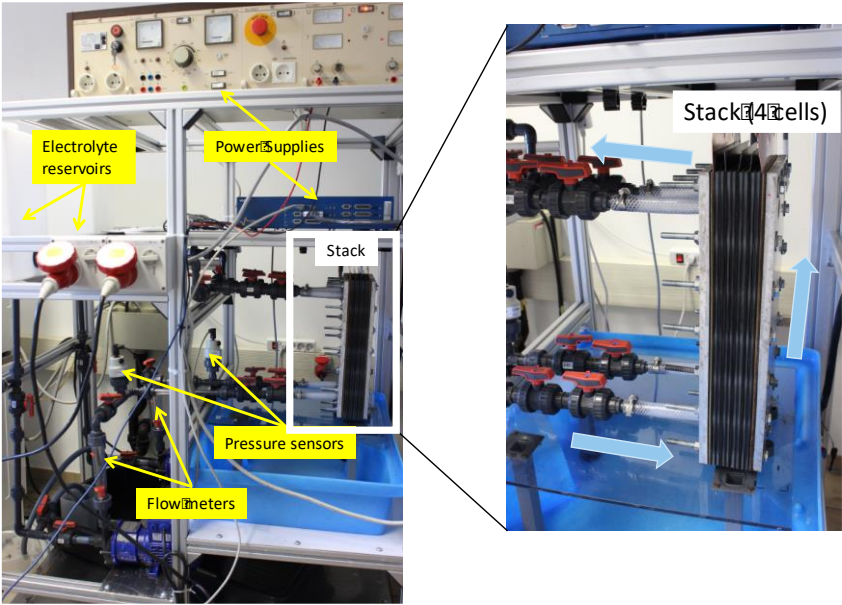 Electrolyte
reservoirs
Power Supplies
Stack
Pressure sensors
Flow meters
Stack (4 cells)